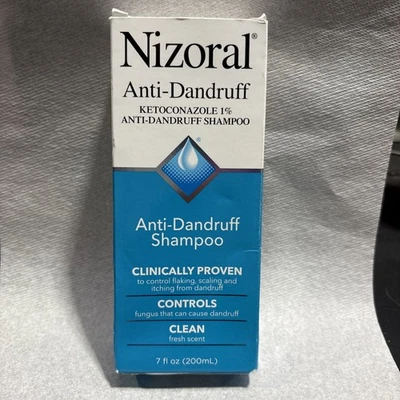 Nizoral®
Anti-Dandruff
KETOCONAZOLE 1%
ANTI-DANDRUFF SHAMPOO
®
Anti-Dandruff
Shampoo
CLINICALLY PROVEN
to control flaking, scaling and
itching from dandruff
CONTROLS
fungus that can cause dandruff
CLEAN
fresh scent
7 fl oz (200mL)